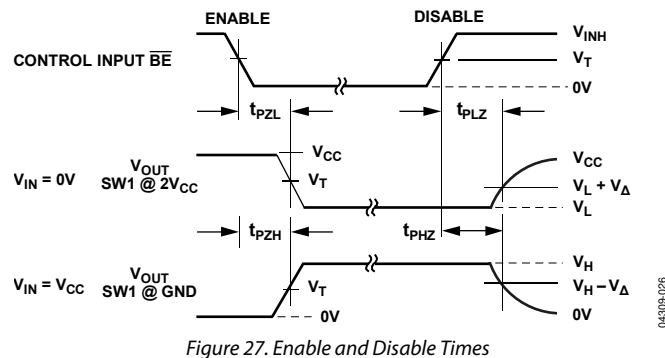 ENABLE
DISABLE
CONTROL INPUT BE
VINH
VT
0V
tPZL
tPLZ
VIN = 0V
VOUT
SW1 @ 2VCC
VCC
VT
VCC
VL + VΔ
VL
tPZH
tPHZ
VIN = VCC
VOUT
SW1 @ GND
VT
0V
VH
VH – VΔ
0V
04309-026
Figure 27. Enable and Disable Times